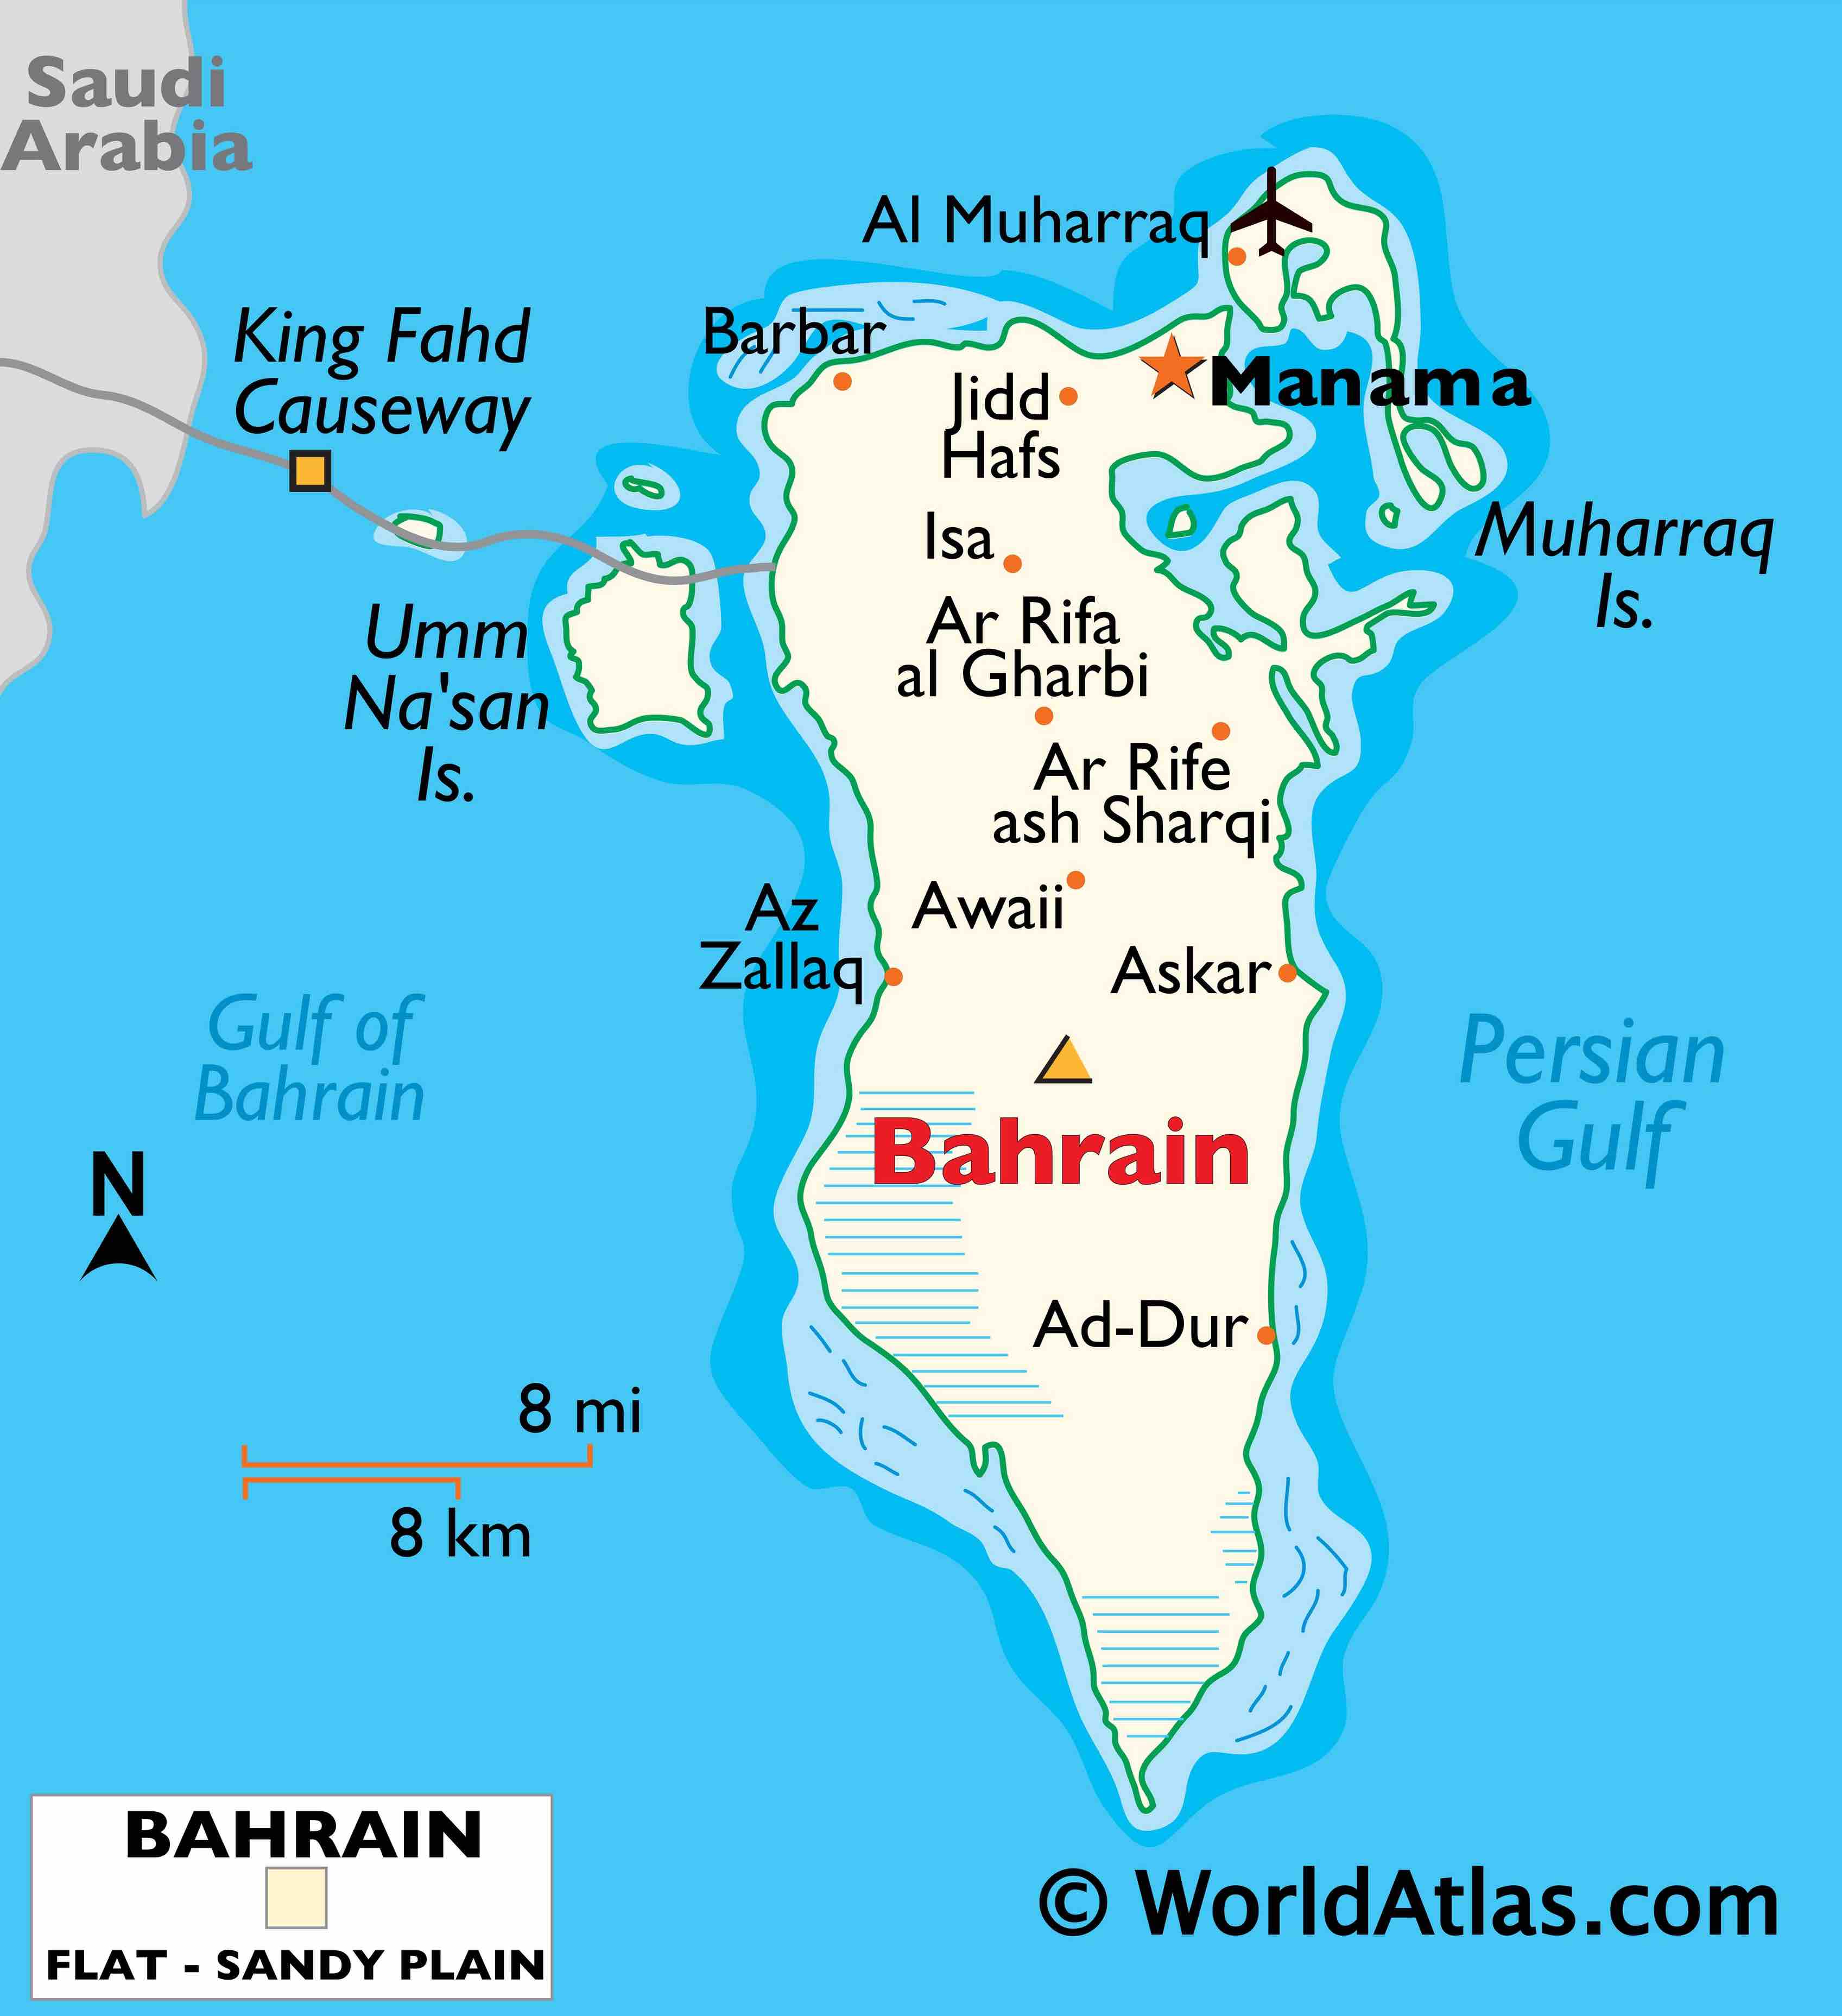 Saudi
Arabia
Al Muharraq
King Fahd
Causeway
Barbar
Jidd
Hafs
Manama
Muharraq
Is.
Isa
Umm
Na'san
Is.
Ar Rifa
al Gharbi
Ar Rife
ash Sharqi
Az
Zallaq
Awaii
Askar
Gulf of
Bahrain
Persian
Gulf
Bahrain
N
Ad-Dur
8 mi
8 km
BAHRAIN
FLAT - SANDY PLAIN
© WorldAtlas.com